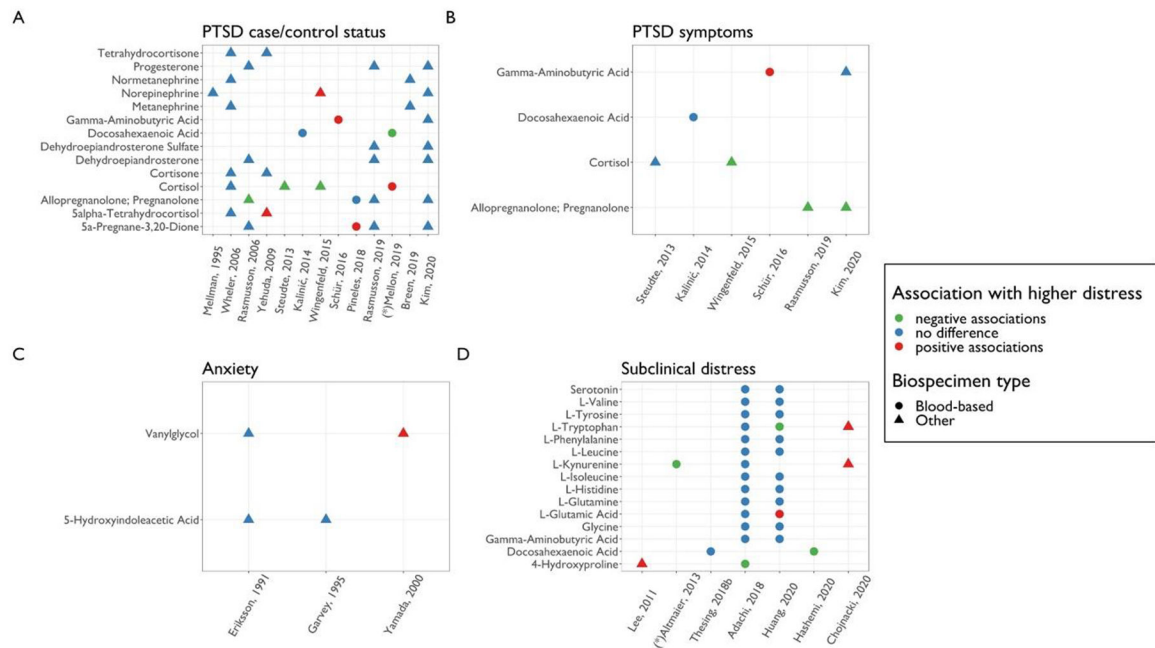 A
PTSD case/control status
Tetrahydrocortisone
Progesterone
Normetanephrine
Norepinephrine
Metanephrine
Gamma-Aminobutyric Acid
Docosahexaenoic Acid
Dehydroepiandrosterone Sulfate
Dehydroepiandrosterone
Cortisone
Cortisol
Allopregnanolone; Pregnanolone
5alpha-Tetrahydrocortisol
5a-Pregnane-3,20-Dione
Mellman, 1995
Wheler, 2006
Rasmusson, 2006
Yehuda, 2009
Steudte, 2013
Kalinić, 2014
Wingenfeld, 2015
Schür, 2016
Pineles, 2018
Rasmusson, 2019
(*)Mellon, 2019
Breen, 2019
Kim, 2020
B
PTSD symptoms
Gamma-Aminobutyric Acid
Docosahexaenoic Acid
Cortisol
Allopregnanolone; Pregnanolone
Steudte, 2013
Kalinić, 2014
Wingenfeld, 2015
Schür, 2016
Rasmusson, 2019
Kim, 2020
C
Anxiety
Vanylglycol
5-Hydroxyindoleacetic Acid
Eriksson, 1991
Garvey, 1995
Yamada, 2000
D
Subclinical distress
Serotonin
L-Valine
L-Tyrosine
L-Tryptophan
L-Phenylalanine
L-Leucine
L-Kynurenine
L-Isoleucine
L-Histidine
L-Glutamine
L-Glutamic Acid
Glycine
Gamma-Aminobutyric Acid
Docosahexaenoic Acid
4-Hydroxyproline
Lee, 2011
(*)Altmaier, 2013
Thesing, 2018b
Adachi, 2018
Huang, 2020
Hashemi, 2020
Chojnacki, 2020
Association with higher distress
negative associations
no difference
positive associations
Biospecimen type
Blood-based
Other